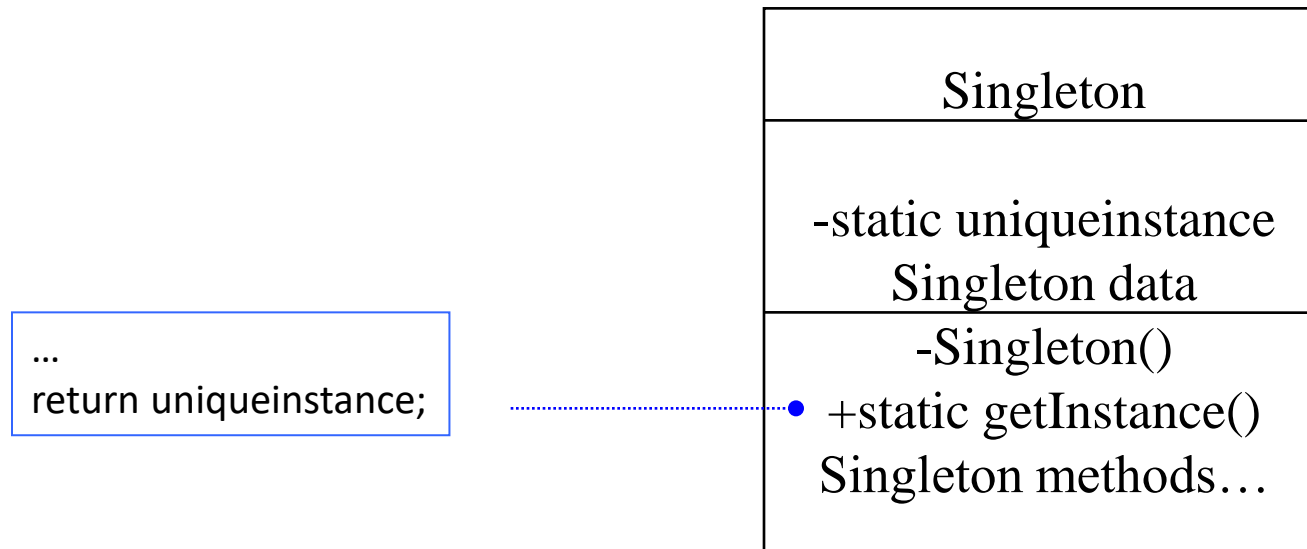 Singleton
-static uniqueinstance
Singleton data
-Singleton()
+static getInstance()
Singleton methods…
…
return uniqueinstance;